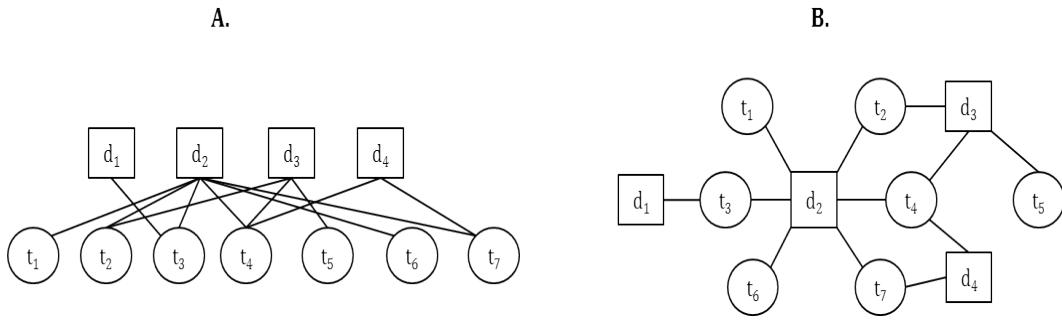 A.
d₁ d₂ d₃ d₄
t₁ t₂ t₃ t₄ t₅ t₆ t₇
B.
t₁ t₂ d₃
d₁ t₃ d₂ t₄ t₅
t₆ t₇ d₄